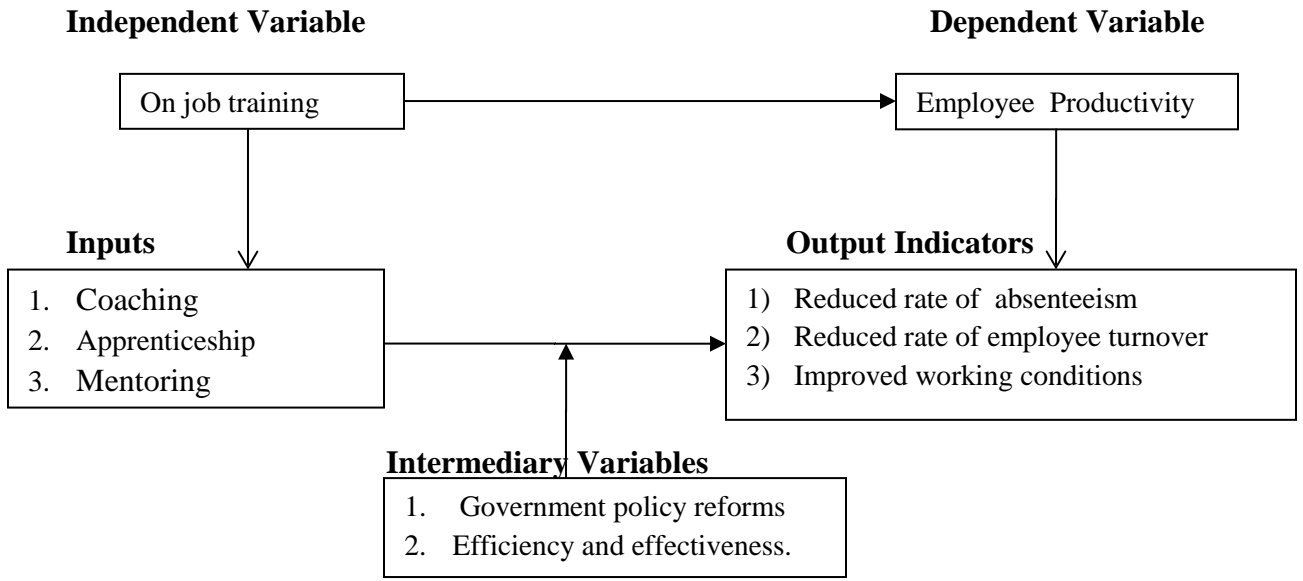 Independent Variable
Dependent Variable
On job training
Employee Productivity
Inputs
Output Indicators
1. Coaching
2. Apprenticeship
3. Mentoring
1) Reduced rate of absenteeism
2) Reduced rate of employee turnover
3) Improved working conditions
Intermediary Variables
1. Government policy reforms
2. Efficiency and effectiveness.